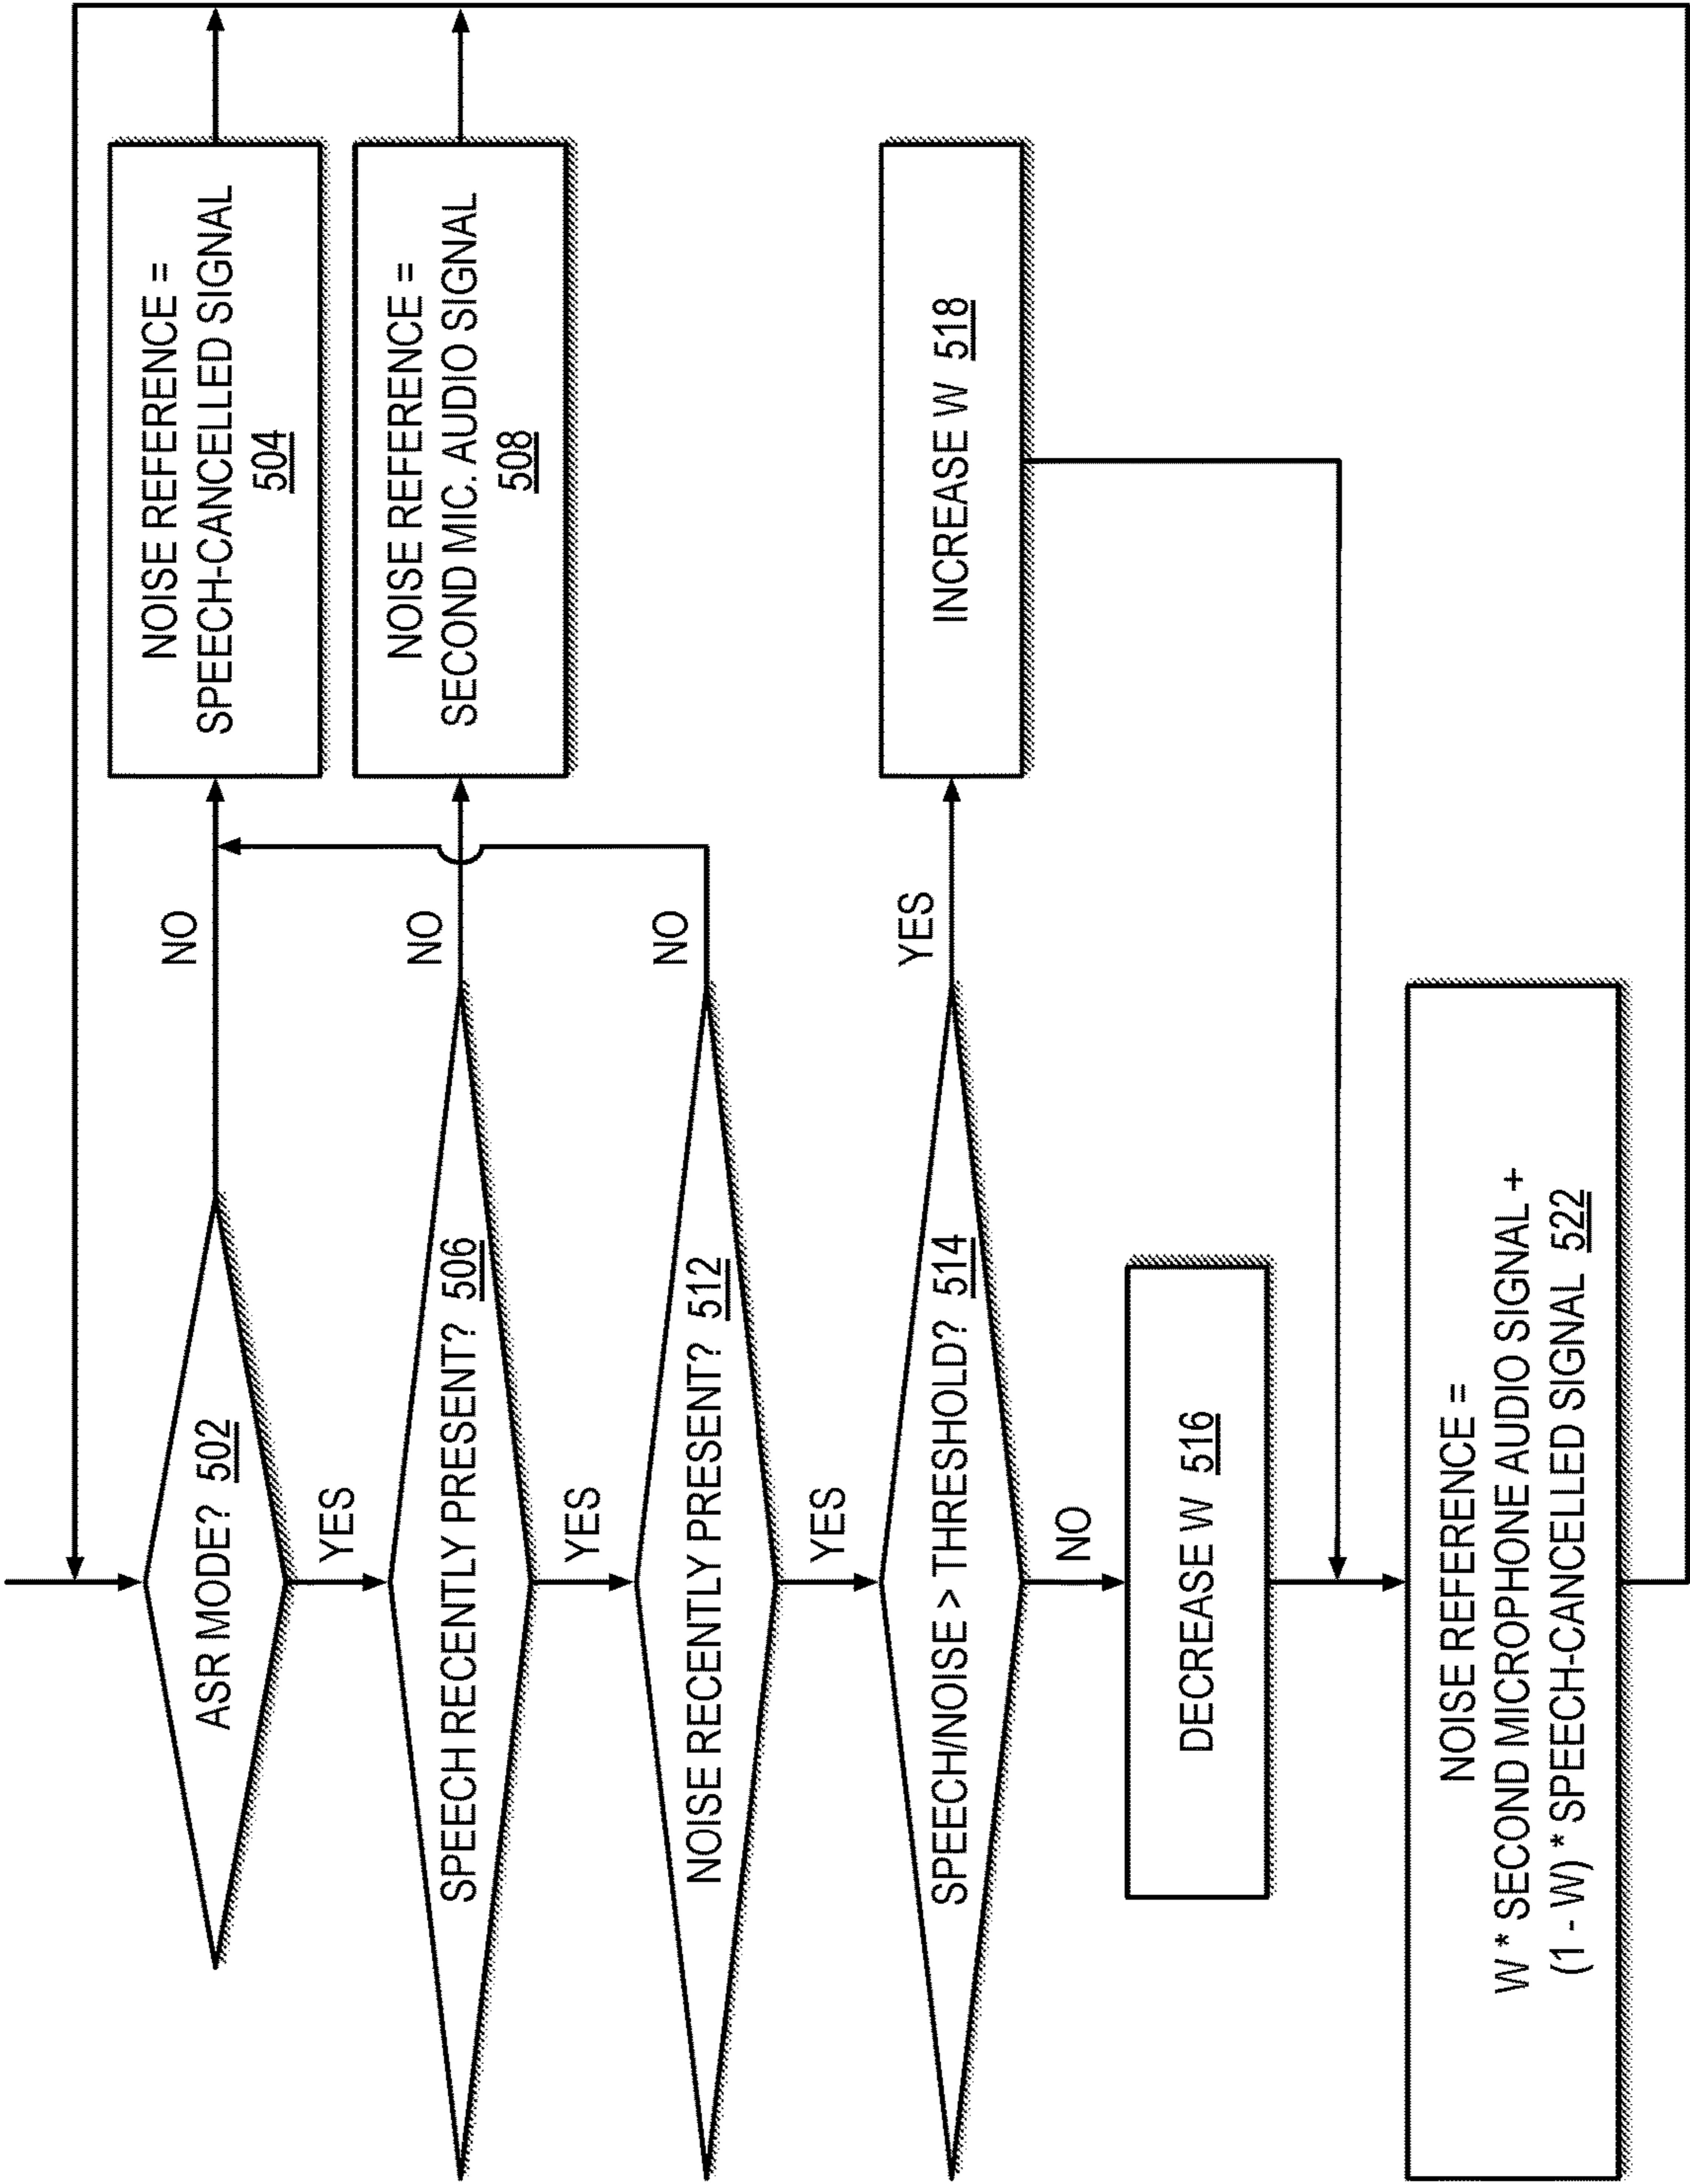 ASR MODE? 502
NO
NOISE REFERENCE =
SPEECH-CANCELLED SIGNAL
504
YES
SPEECH RECENTLY PRESENT? 506
NO
NOISE REFERENCE =
SECOND MIC. AUDIO SIGNAL
508
YES
NOISE RECENTLY PRESENT? 512
NO
YES
SPEECH/NOISE > THRESHOLD? 514
YES
INCREASE W 518
NO
DECREASE W 516
NOISE REFERENCE =
W * SECOND MICROPHONE AUDIO SIGNAL +
(1 - W) * SPEECH-CANCELLED SIGNAL 522